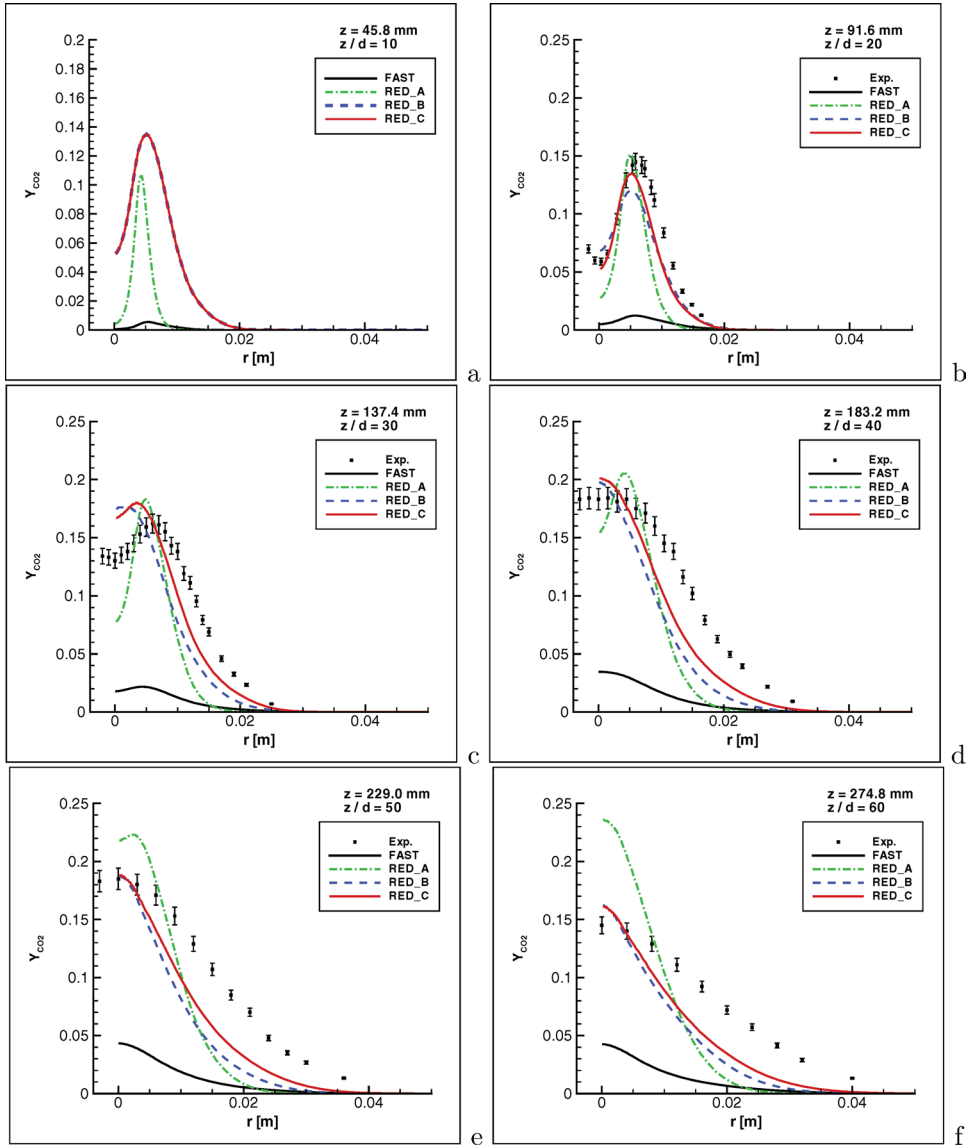 z = 45.8 mm
z / d = 10
0.2
0.18
0.16
0.14
0.12
0.1
0.08
0.06
0.04
0.02
0
Y_CO2
FAST
RED_A
RED_B
RED_C
0 0.02 0.04
r [m]
a
z = 91.6 mm
z / d = 20
0.25
0.2
0.15
0.1
0.05
0
Y_CO2
Exp.
FAST
RED_A
RED_B
RED_C
0 0.02 0.04
r [m]
b
z = 137.4 mm
z / d = 30
0.25
0.2
0.15
0.1
0.05
0
Y_CO2
Exp.
FAST
RED_A
RED_B
RED_C
0 0.02 0.04
r [m]
c
z = 183.2 mm
z / d = 40
0.25
0.2
0.15
0.1
0.05
0
Y_CO2
Exp.
FAST
RED_A
RED_B
RED_C
0 0.02 0.04
r [m]
d
z = 229.0 mm
z / d = 50
0.25
0.2
0.15
0.1
0.05
0
Y_CO2
Exp.
FAST
RED_A
RED_B
RED_C
0 0.02 0.04
r [m]
e
z = 274.8 mm
z / d = 60
0.25
0.2
0.15
0.1
0.05
0
Y_CO2
Exp.
FAST
RED_A
RED_B
RED_C
0 0.02 0.04
r [m]
f